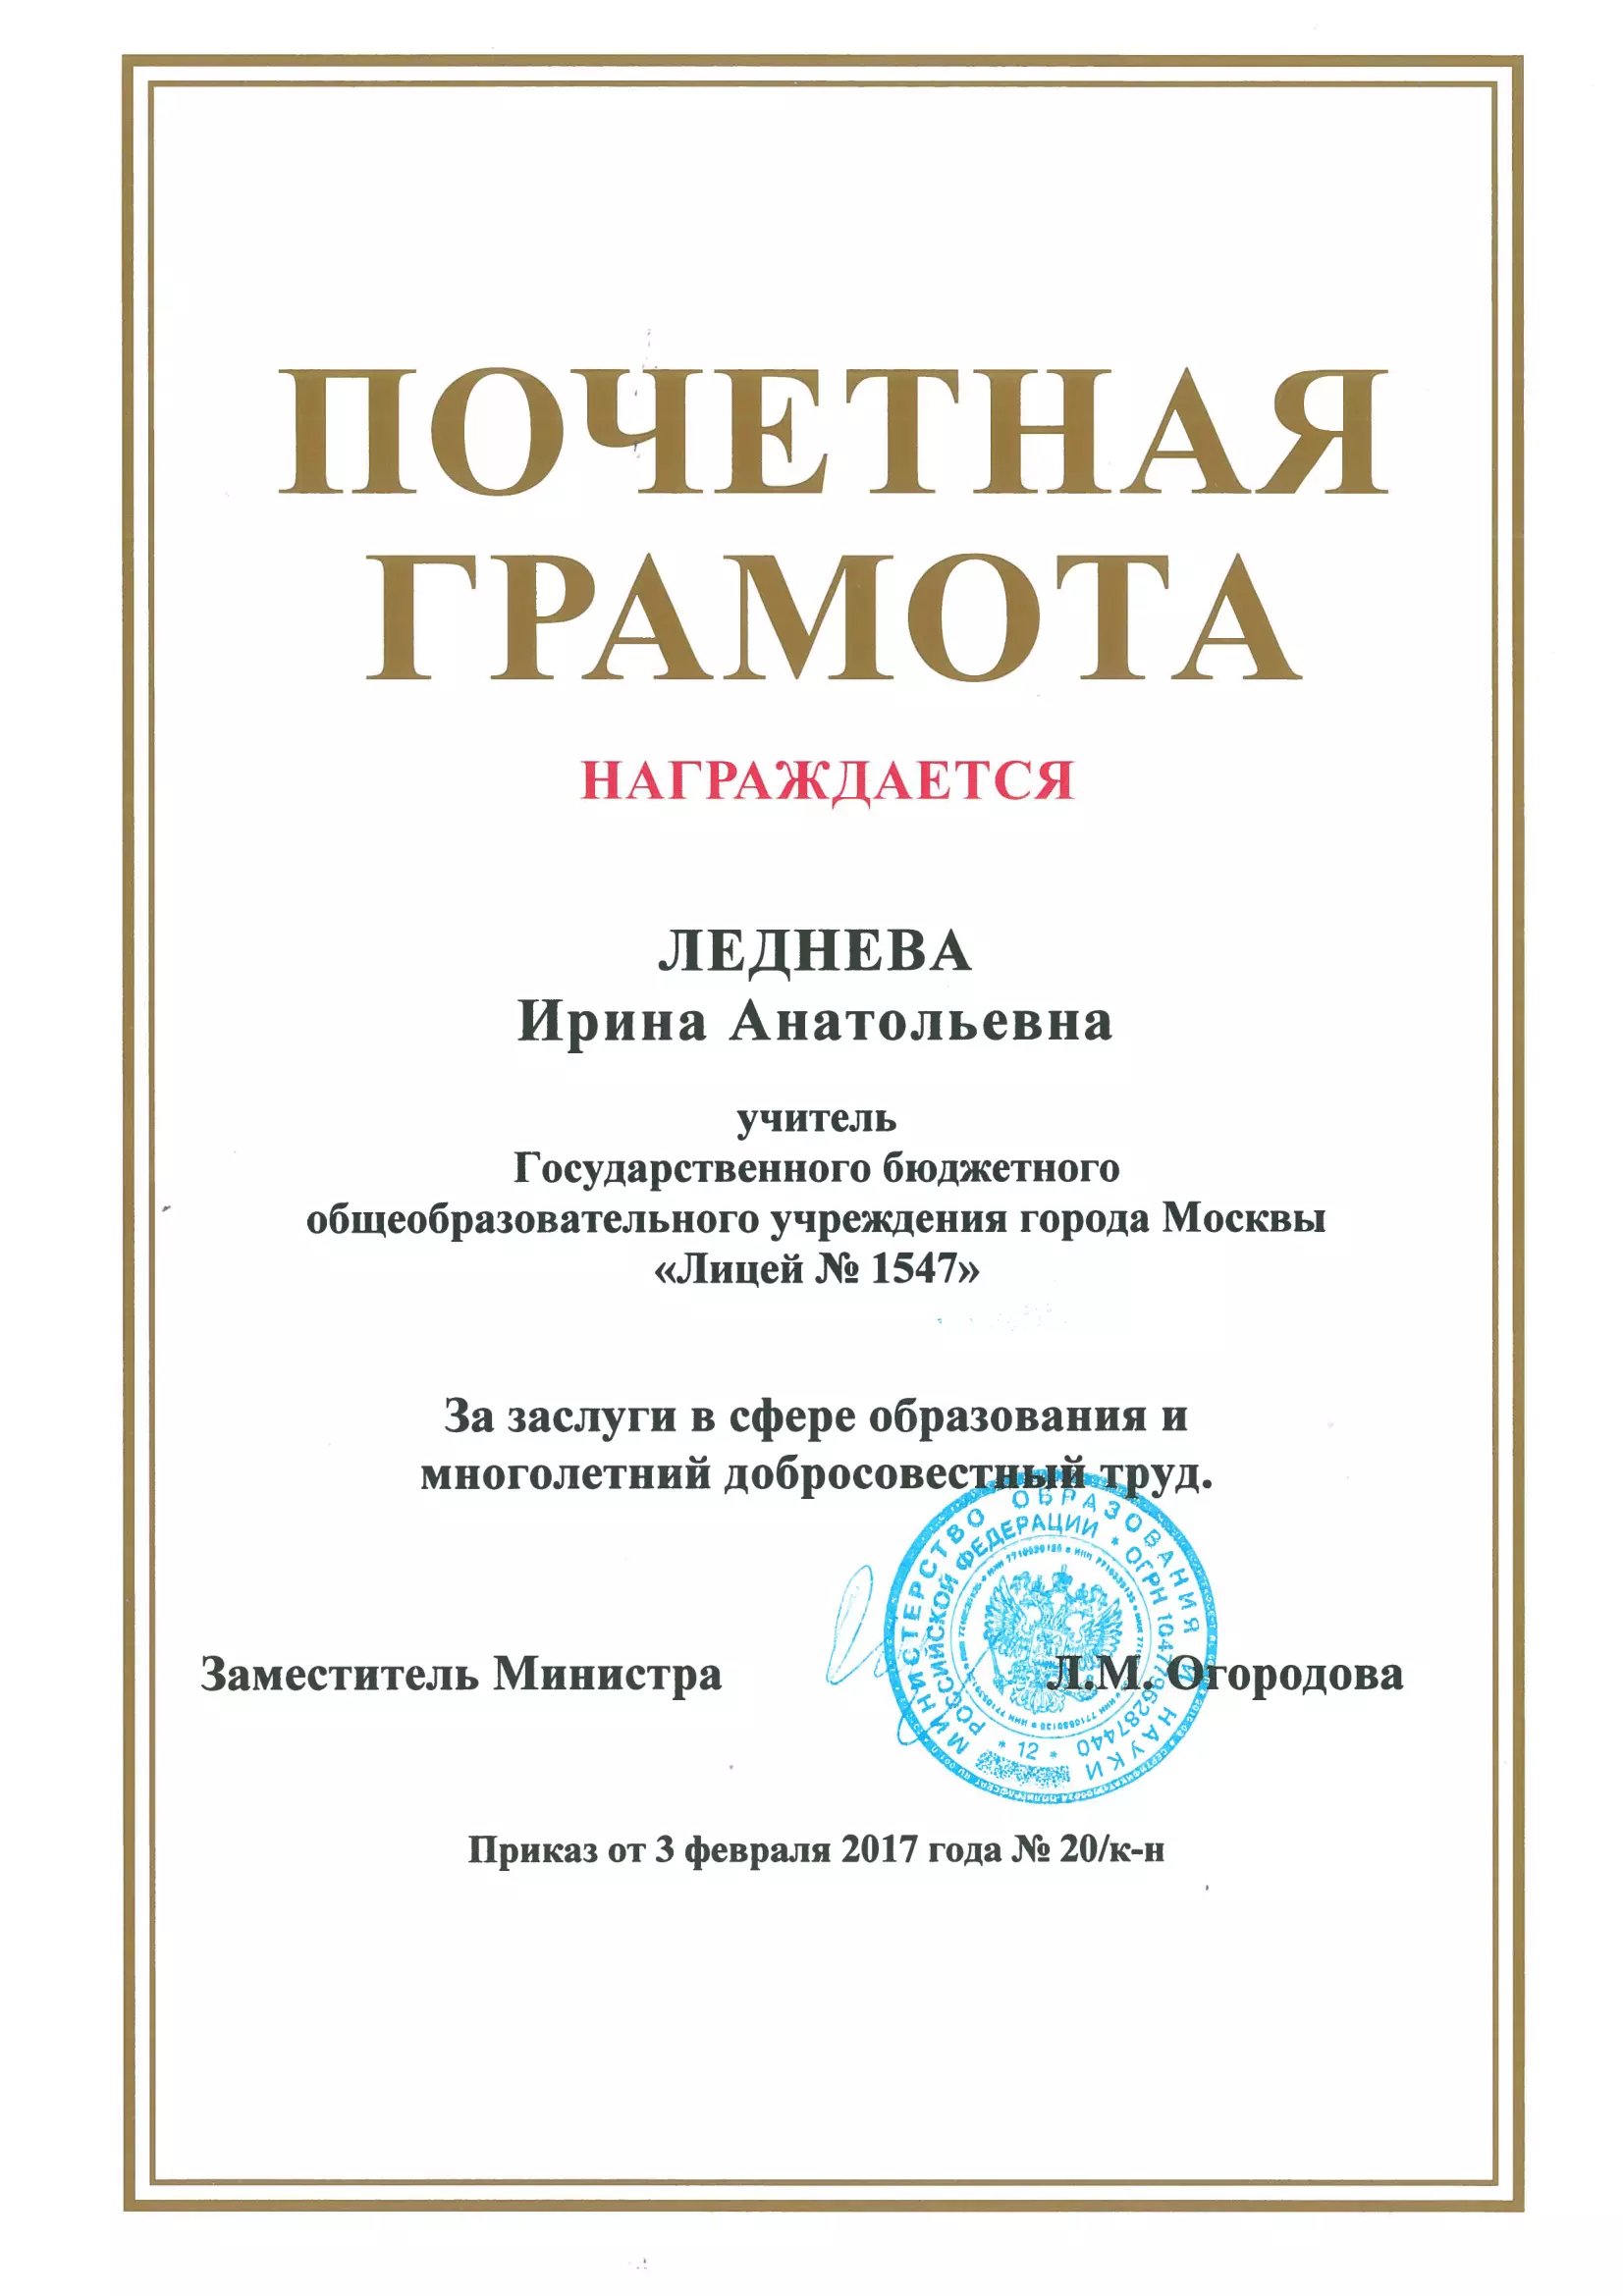 ПОЧЕТНАЯ
ГРАМОТА
НАГРАЖДАЕТСЯ
ЛЕДНЕВА
Ирина Анатольевна
учитель
Государственного бюджетного
общеобразовательного учреждения города Москвы
«Лицей № 1547»
За заслуги в сфере образования и
многолетний добросовестный труд.
Заместитель Министра
Л.М. Огородова
МИНИСТЕРСТВО ОБРАЗОВАНИЯ И НАУКИ
РОССИЙСКОЙ ФЕДЕРАЦИИ * ОГРН 1047796287440
* 12 *
Приказ от 3 февраля 2017 года № 20/к-н